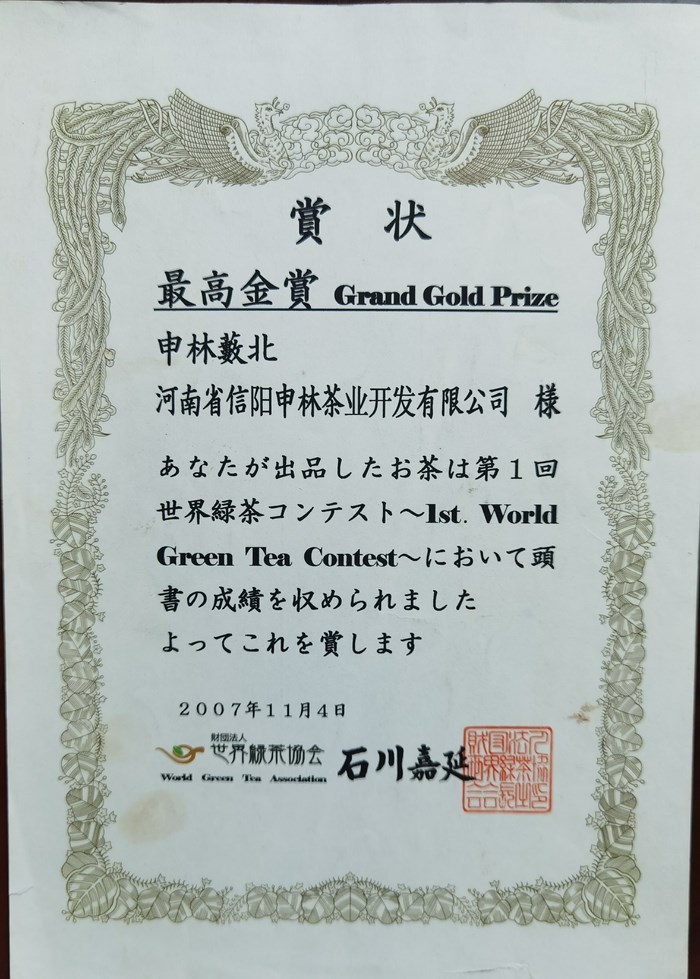 賞 状
最高金賞 Grand Gold Prize
申林藪北
河南省信阳申林茶业开发有限公司 様
あなたが出品したお茶は第1回
世界緑茶コンテスト～1st. World
Green Tea Contest～において頭
書の成績を収められました
よってこれを賞します
2007年11月4日
財団法人
世界緑茶協会 石川嘉延
World Green Tea Association